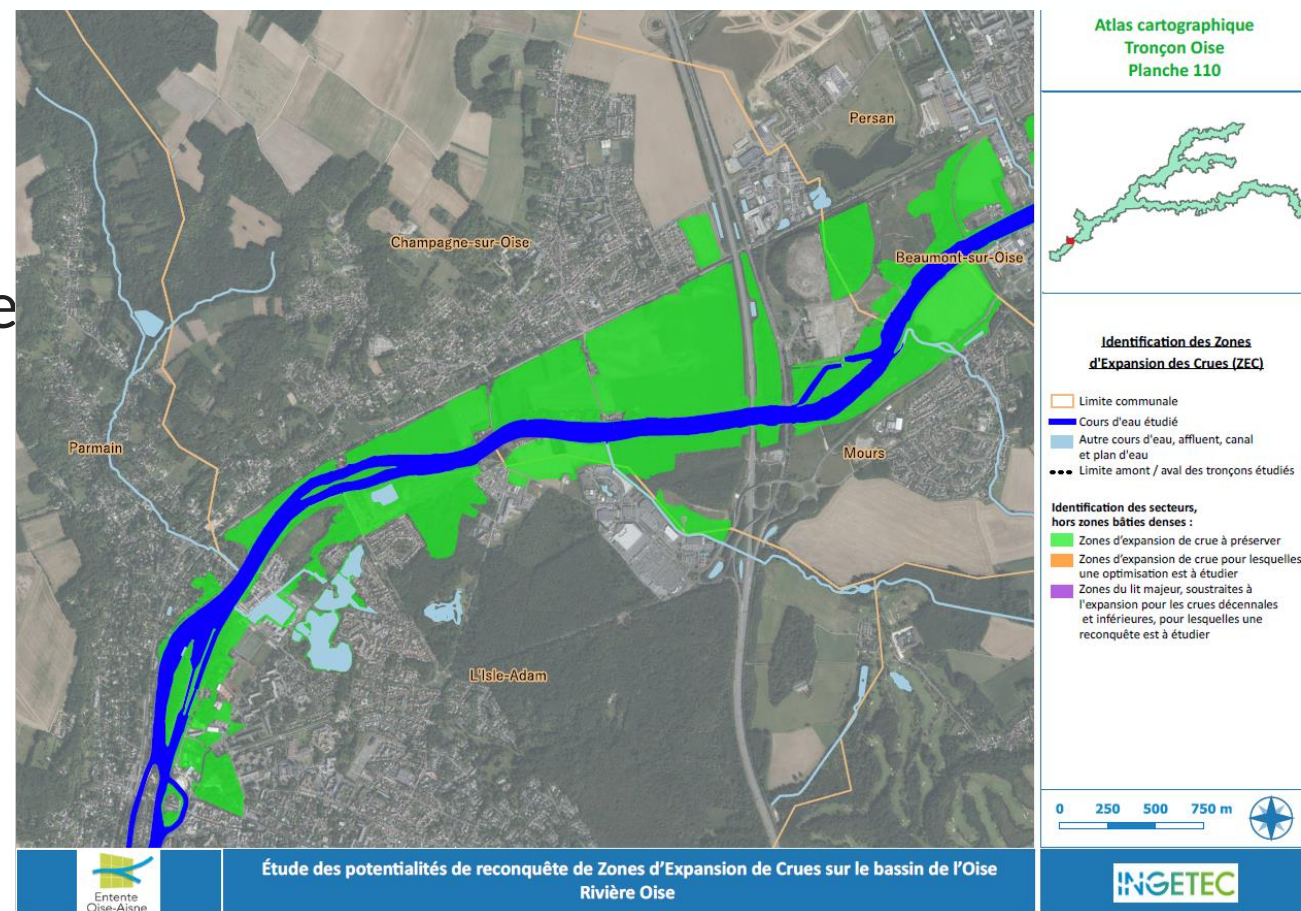 e
Persan
Champagne-sur-Oise
Beaumont-sur-Oise
Parmain
Mours
L'Isle-Adam
Atlas cartographique
Tronçon Oise
Planche 110
Identification des Zones
d'Expansion des Crues (ZEC)
Limite communale
Cours d'eau étudié
Autre cours d'eau, affluent, canal
et plan d'eau
Limite amont / aval des tronçons étudiés
Identification des secteurs,
hors zones bâties denses :
Zones d'expansion de crue à préserver
Zones d'expansion de crue pour lesquelles
une optimisation est à étudier
Zones du lit majeur, soustraites à
l'expansion pour les crues décennales
et inférieures, pour lesquelles une
reconquête est à étudier
0 250 500 750 m
Entente
Oise-Aisne
Étude des potentialités de reconquête de Zones d'Expansion de Crues sur le bassin de l'Oise
Rivière Oise
INGETEC